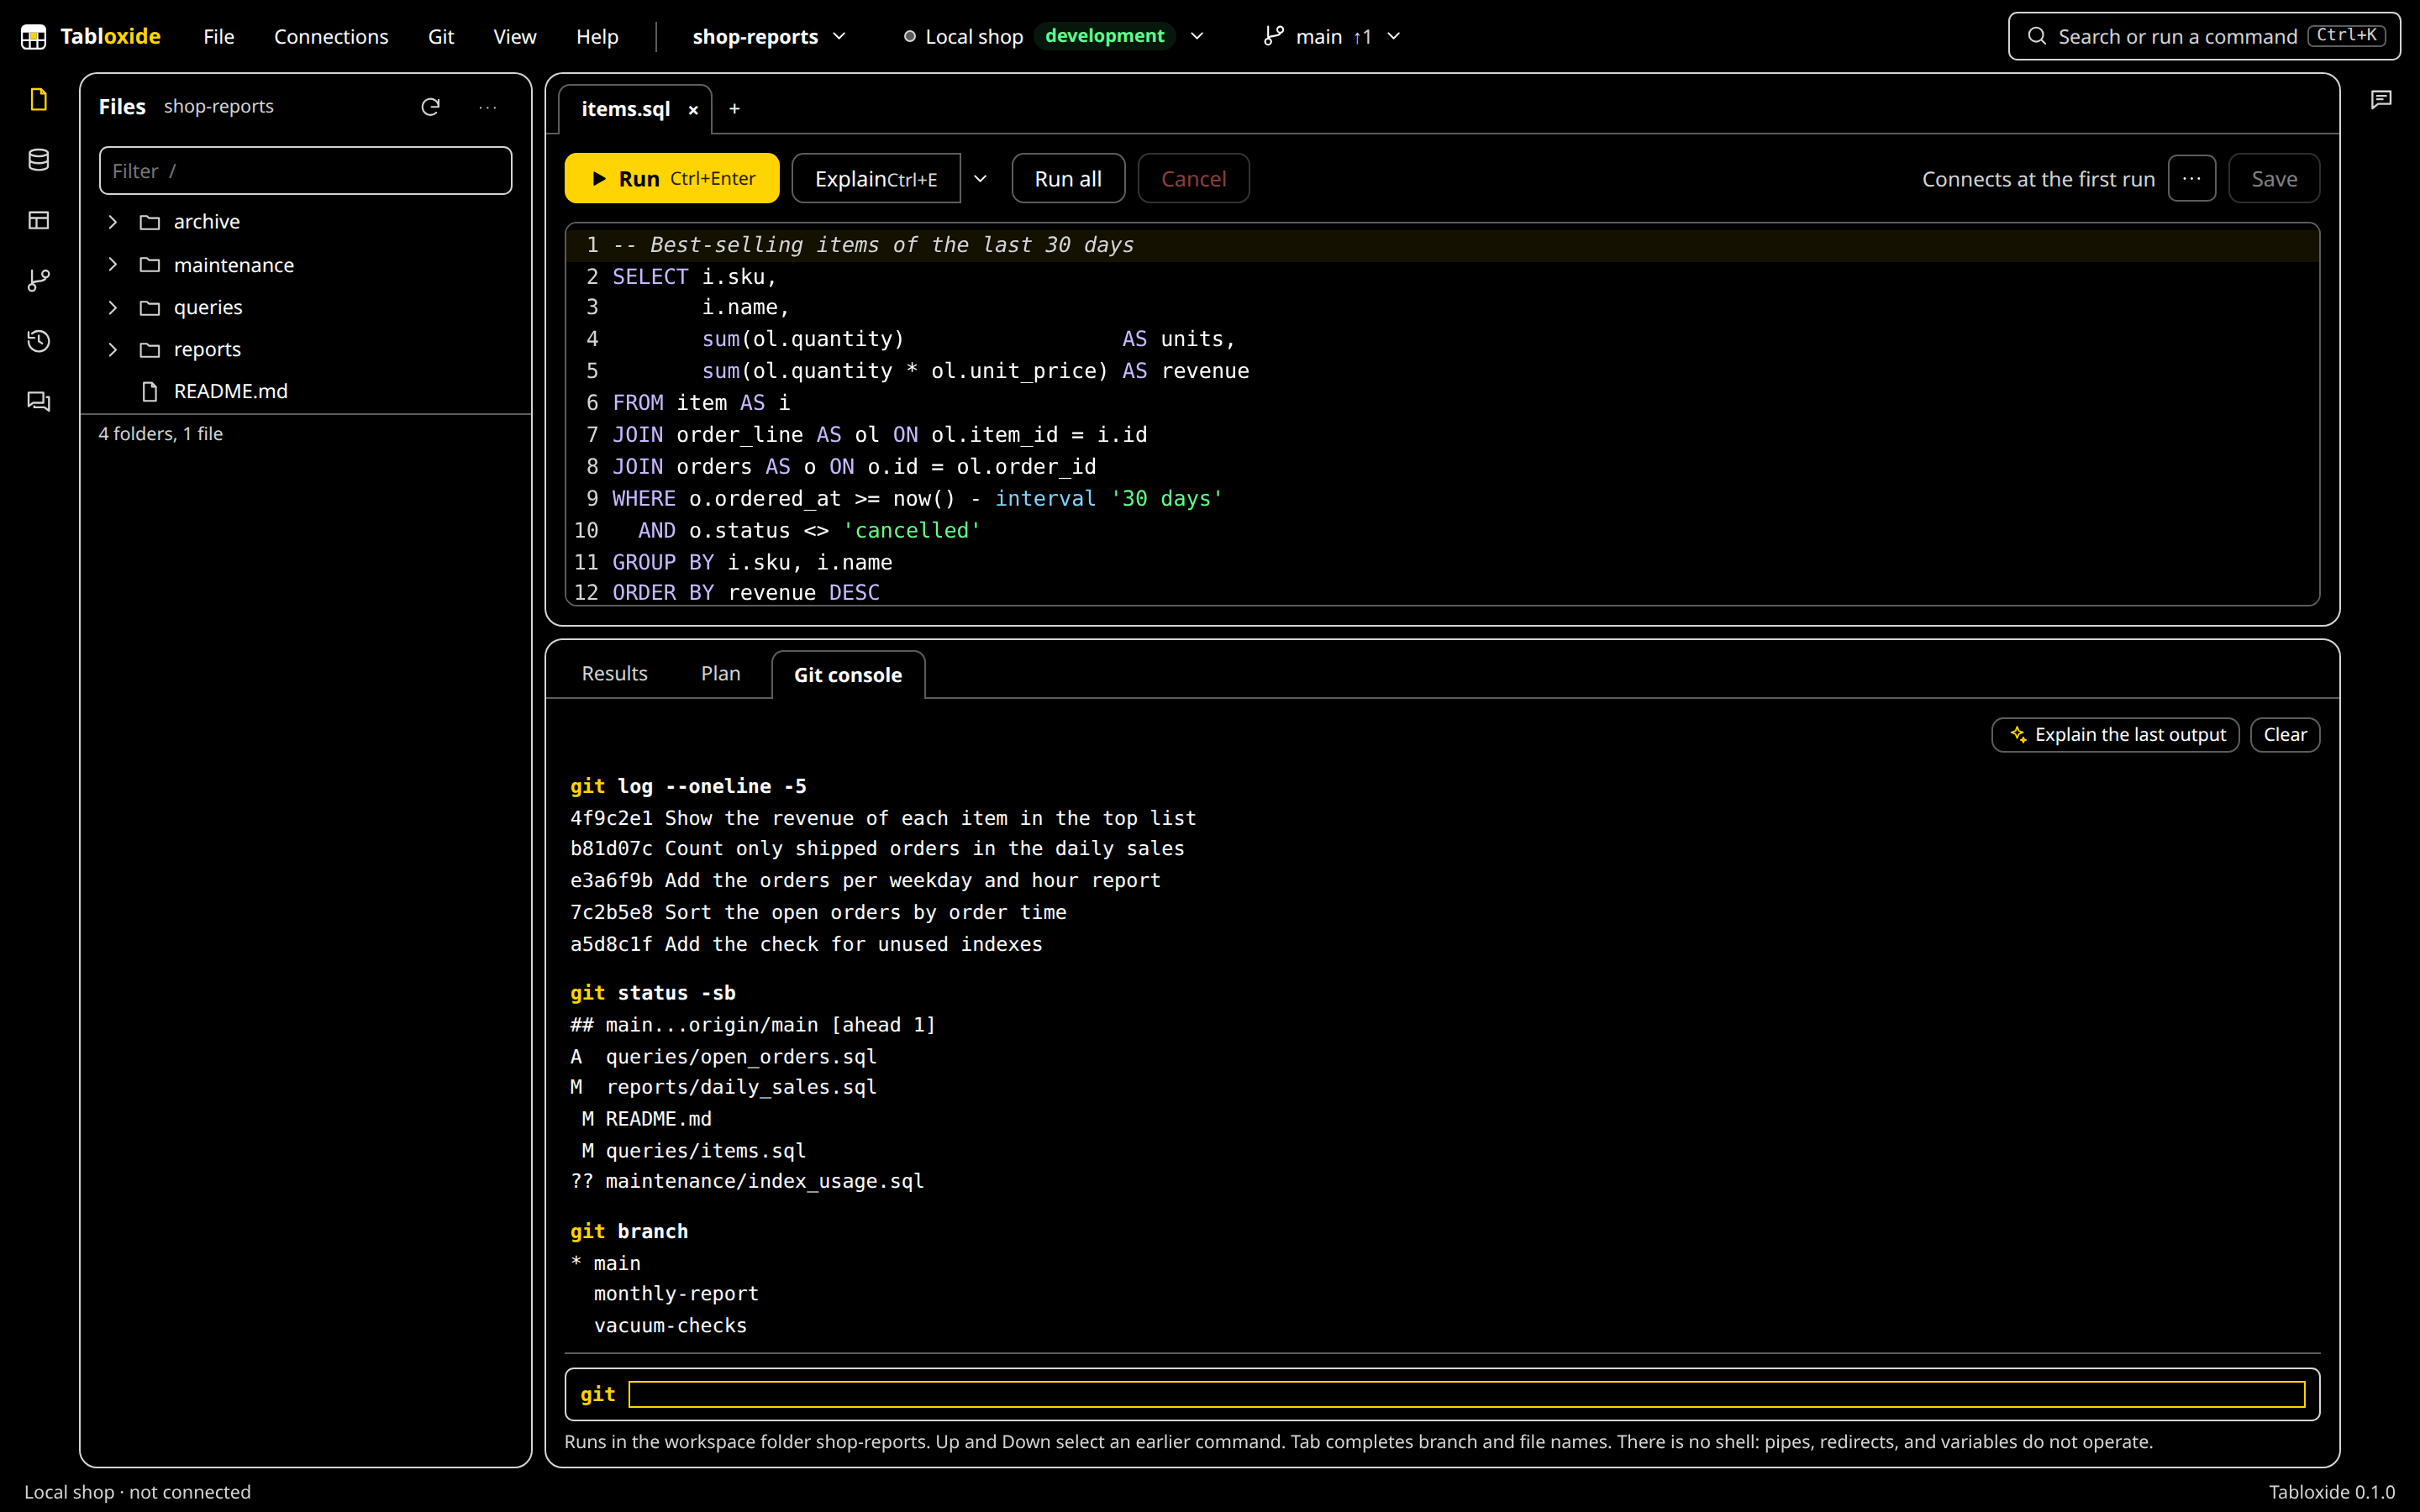 Tabloxide File Connections Git View Help shop-reports Local shop development main ↑1 Search or run a command Ctrl+K
Files shop-reports ···
Filter /
archive
maintenance
queries
reports
README.md
4 folders, 1 file
items.sql × +
Run Ctrl+Enter Explain Ctrl+E Run all Cancel Connects at the first run ··· Save
1 -- Best-selling items of the last 30 days
2 SELECT i.sku,
3        i.name,
4        sum(ol.quantity)                 AS units,
5        sum(ol.quantity * ol.unit_price) AS revenue
6 FROM item AS i
7 JOIN order_line AS ol ON ol.item_id = i.id
8 JOIN orders AS o ON o.id = ol.order_id
9 WHERE o.ordered_at >= now() - interval '30 days'
10   AND o.status <> 'cancelled'
11 GROUP BY i.sku, i.name
12 ORDER BY revenue DESC
Results Plan Git console
Explain the last output Clear
git log --oneline -5
4f9c2e1 Show the revenue of each item in the top list
b81d07c Count only shipped orders in the daily sales
e3a6f9b Add the orders per weekday and hour report
7c2b5e8 Sort the open orders by order time
a5d8c1f Add the check for unused indexes
git status -sb
## main...origin/main [ahead 1]
A  queries/open_orders.sql
M  reports/daily_sales.sql
 M README.md
 M queries/items.sql
?? maintenance/index_usage.sql
git branch
* main
  monthly-report
  vacuum-checks
git
Runs in the workspace folder shop-reports. Up and Down select an earlier command. Tab completes branch and file names. There is no shell: pipes, redirects, and variables do not operate.
Local shop · not connected Tabloxide 0.1.0